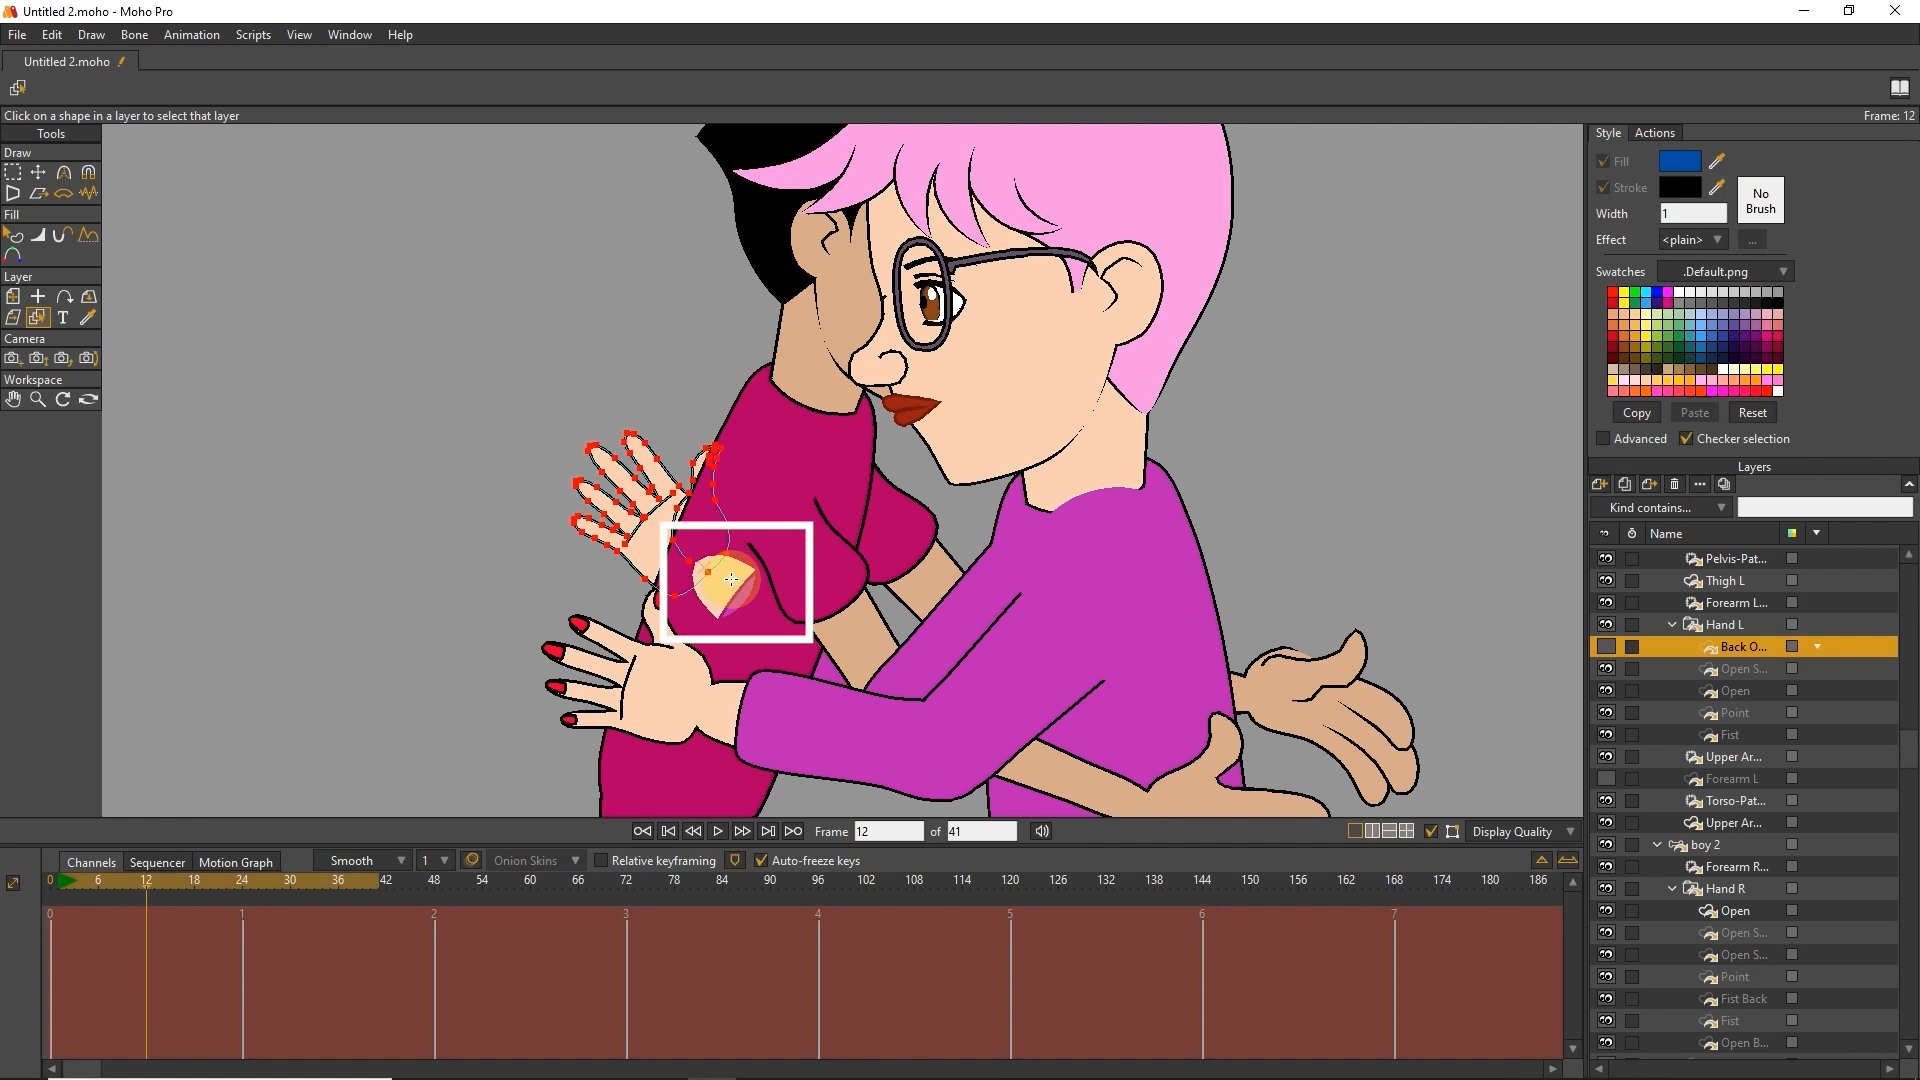 Untitled 2.moho - Moho Pro
File Edit Draw Bone Animation Scripts View Window Help
Untitled 2.moho
Click on a shape in a layer to select that layer
Frame: 12
Tools
Draw
Fill
Layer
T
Camera
Workspace
Style Actions
Fill
Stroke
No Brush
Width 1
Effect <plain> ...
Swatches .Default.png
Copy Paste Reset
Advanced Checker selection
Layers
Kind contains...
Name
Pelvis-Pat...
Thigh L
Forearm L...
Hand L
Back O...
Open S...
Open
Point
Fist
Upper Ar...
Forearm L
Torso-Pat...
Upper Ar...
boy 2
Forearm R...
Hand R
Open
Open S...
Open S...
Point
Fist Back
Fist
Open B...
Frame 12 of 41
Display Quality
Channels Sequencer Motion Graph Smooth 1 Onion Skins Relative keyframing Auto-freeze keys
0 6 12 18 24 30 36 42 48 54 60 66 72 78 84 90 96 102 108 114 120 126 132 138 144 150 156 162 168 174 180 186
0 1 2 3 4 5 6 7